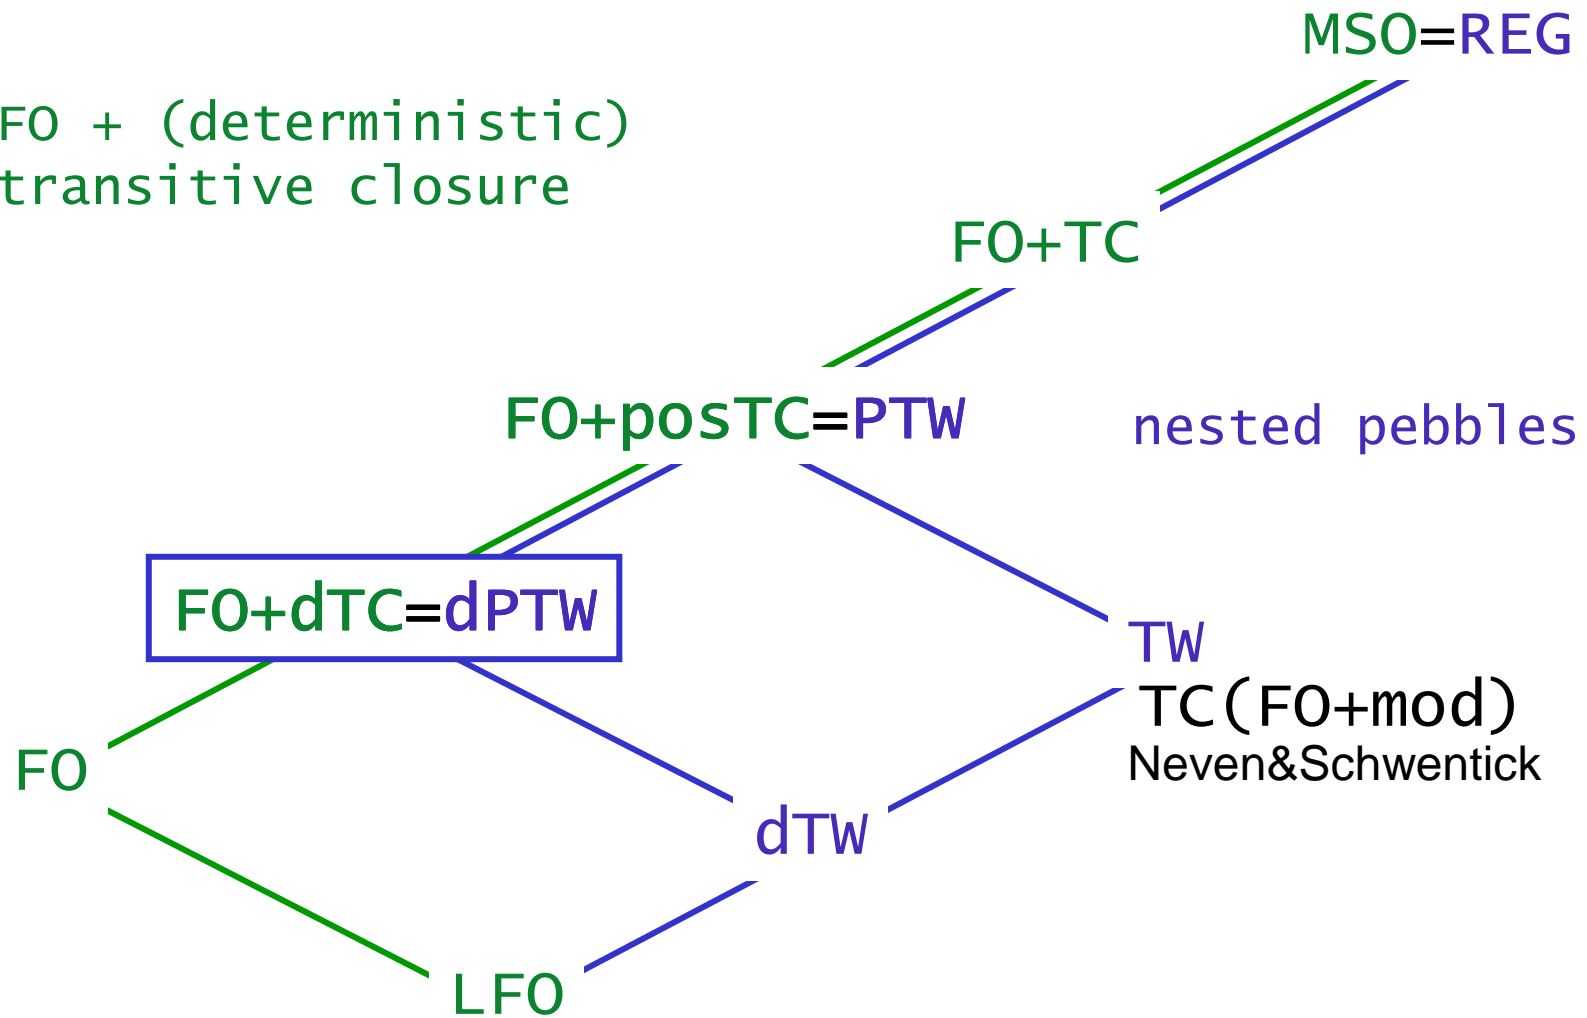 MSO=REG
FO + (deterministic)
transitive closure
FO+TC
FO+posTC=PTW
nested pebbles
FO+dTC=dPTW
TW
TC(FO+mod)
Neven&Schwentick
FO
dTW
LFO